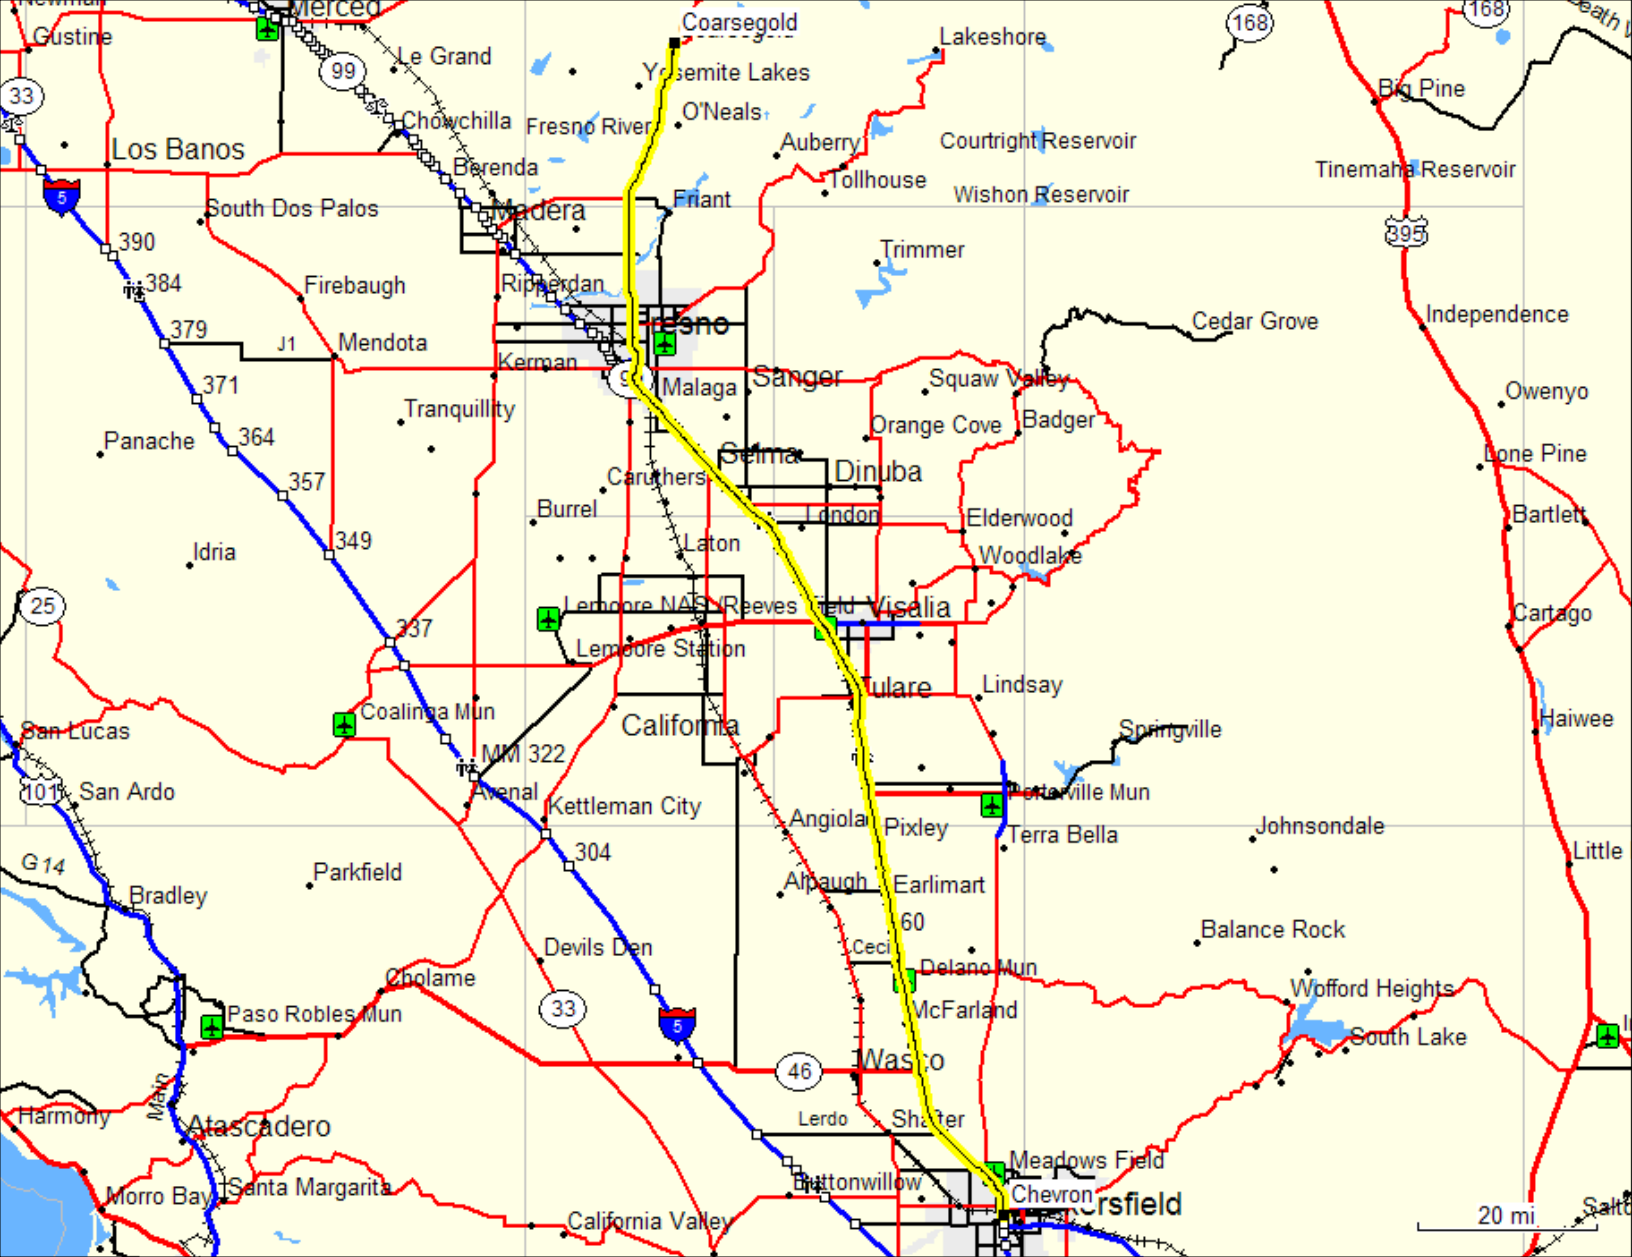 Newman
Merced
Coarsegold
168
168
Gustine
Le Grand
Lakeshore
99
Yosemite Lakes
33
Big Pine
Chowchilla
Fresno River
O'Neals
Los Banos
Auberry
Courtright Reservoir
Berenda
Tinemaha Reservoir
5
Tollhouse
Wishon Reservoir
South Dos Palos
Madera
Friant
390
395
Trimmer
384
Firebaugh
Ripperdan
Independence
379
J1
Mendota
resno
Cedar Grove
Kerman
371
9
Malaga
Sanger
Squaw Valley
Owenyo
Tranquillity
Orange Cove
Badger
364
Panache
Selma
Lone Pine
357
Caruthers
Dinuba
Burrel
London
Elderwood
Bartlett
349
Idria
Laton
Woodlake
25
Lemoore NAS /Reeves Field
Visalia
Cartago
337
Lemoore Station
Tulare
Lindsay
Coalinga Mun
California
Haiwee
San Lucas
Springville
MM 322
101
San Ardo
Avenal
Kettleman City
Porterville Mun
Angiola
Pixley
Terra Bella
Johnsondale
304
Little
G14
Parkfield
Alpaugh
Earlimart
Bradley
60
Balance Rock
Devils Den
Ceci
Delano Mun
Cholame
Wofford Heights
33
Paso Robles Mun
McFarland
5
South Lake
46
Wasco
Main
Harmony
Atascadero
Lerdo
Shafter
Meadows Field
Morro Bay
Santa Margarita
Buttonwillow
Chevron
ersfield
California Valley
20 mi